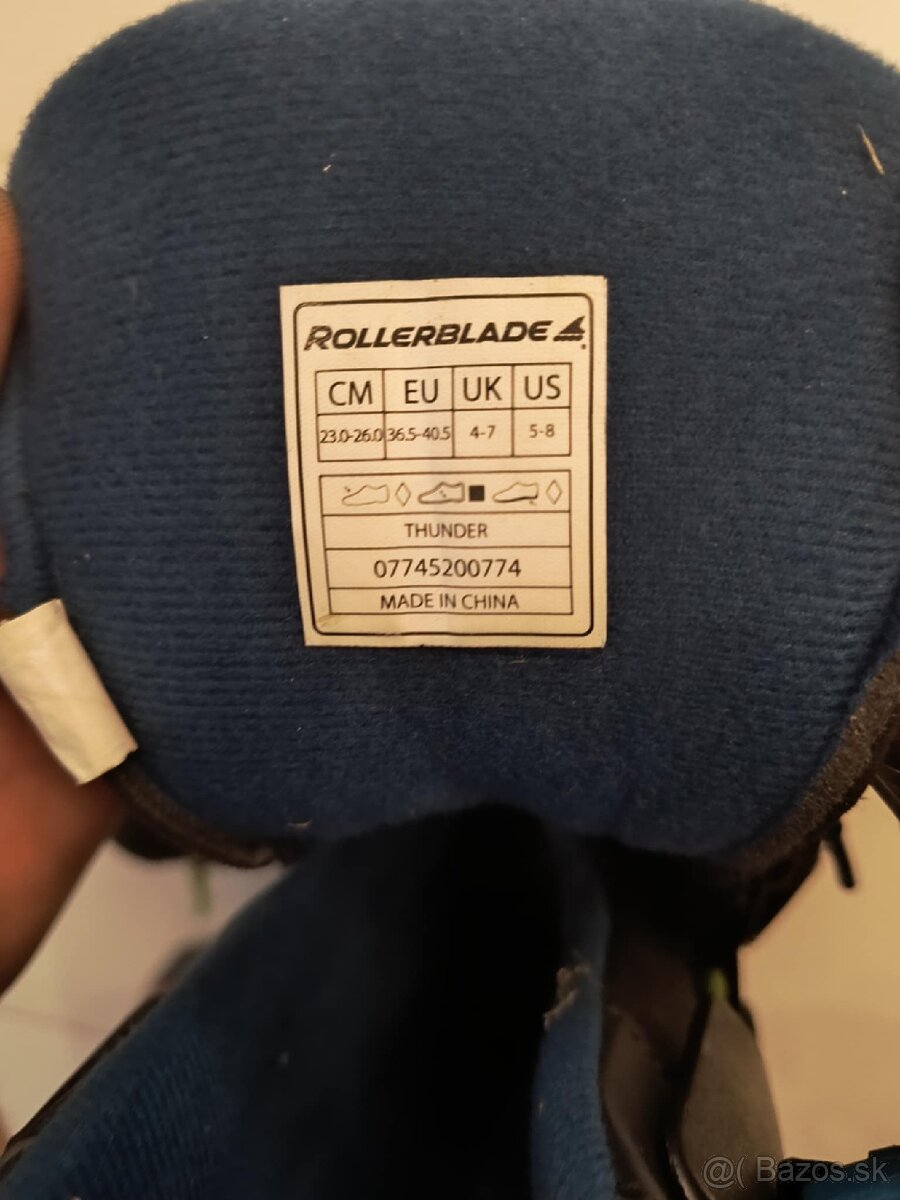 ROLLERBLADE
CM EU UK US
23.0-26.0 36.5-40.5 4-7 5-8
THUNDER
07745200774
MADE IN CHINA
@( Bazos.sk